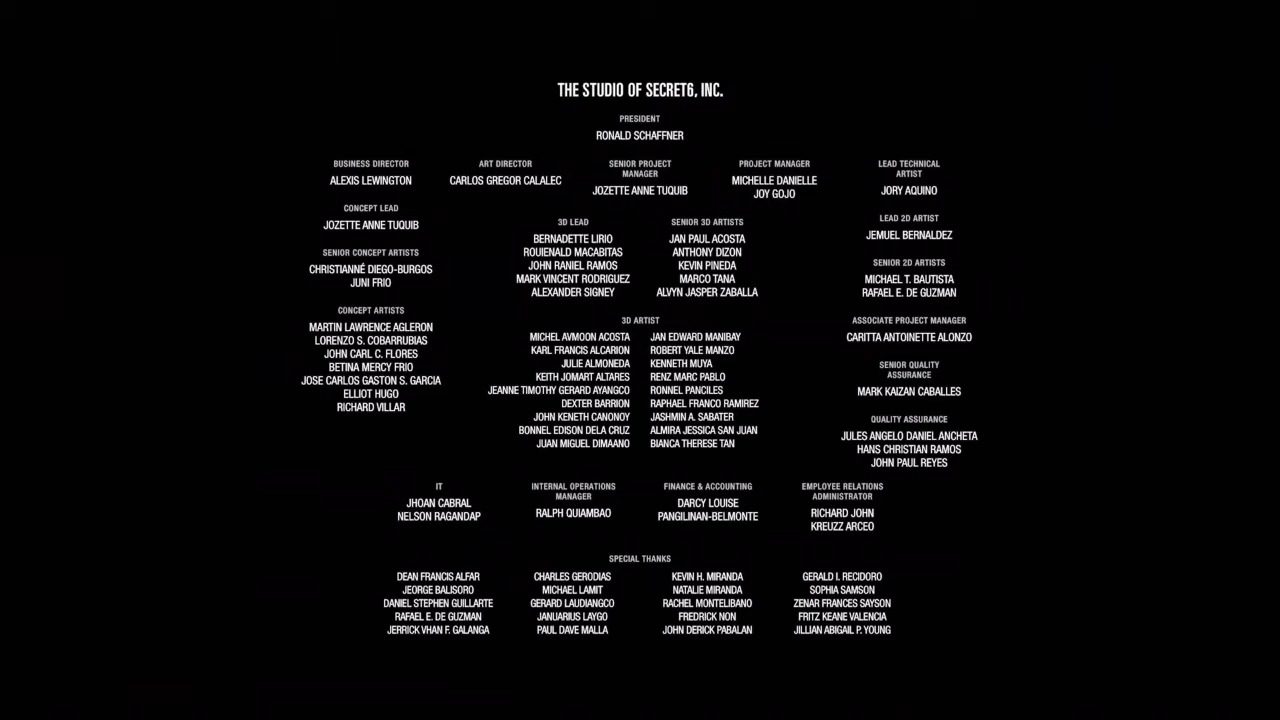 THE STUDIO OF SECRET6, INC.
PRESIDENT
RONALD SCHAFFNER
BUSINESS DIRECTOR
ALEXIS LEWINGTON
ART DIRECTOR
CARLOS GREGOR CALALEC
SENIOR PROJECT
MANAGER
JOZETTE ANNE TUQUIB
PROJECT MANAGER
MICHELLE DANIELLE
JOY GOJO
LEAD TECHNICAL
ARTIST
JORY AQUINO
CONCEPT LEAD
JOZETTE ANNE TUQUIB
SENIOR CONCEPT ARTISTS
CHRISTIANNÉ DIEGO-BURGOS
JUNI FRIO
CONCEPT ARTISTS
MARTIN LAWRENCE AGLERON
LORENZO S. COBARRUBIAS
JOHN CARL C. FLORES
BETINA MERCY FRIO
JOSE CARLOS GASTON S. GARCIA
ELLIOT HUGO
RICHARD VILLAR
3D LEAD
BERNADETTE LIRIO
ROUIENALD MACABITAS
JOHN RANIEL RAMOS
MARK VINCENT RODRIGUEZ
ALEXANDER SIGNEY
SENIOR 3D ARTISTS
JAN PAUL ACOSTA
ANTHONY DIZON
KEVIN PINEDA
MARCO TANA
ALVYN JASPER ZABALLA
3D ARTIST
MICHEL AVMOON ACOSTA
KARL FRANCIS ALCARION
JULIE ALMONEDA
KEITH JOMART ALTARES
JEANNE TIMOTHY GERARD AYANGCO
DEXTER BARRION
JOHN KENETH CANONOY
BONNEL EDISON DELA CRUZ
JUAN MIGUEL DIMAANO
JAN EDWARD MANIBAY
ROBERT YALE MANZO
KENNETH MUYA
RENZ MARC PABLO
RONNEL PANCILES
RAPHAEL FRANCO RAMIREZ
JASHMIN A. SABATER
ALMIRA JESSICA SAN JUAN
BIANCA THERESE TAN
LEAD 2D ARTIST
JEMUEL BERNALDEZ
SENIOR 2D ARTISTS
MICHAEL T. BAUTISTA
RAFAEL E. DE GUZMAN
ASSOCIATE PROJECT MANAGER
CARITTA ANTOINETTE ALONZO
SENIOR QUALITY
ASSURANCE
MARK KAIZAN CABALLES
QUALITY ASSURANCE
JULES ANGELO DANIEL ANCHETA
HANS CHRISTIAN RAMOS
JOHN PAUL REYES
IT
JHOAN CABRAL
NELSON RAGANDAP
INTERNAL OPERATIONS
MANAGER
RALPH QUIAMBAO
FINANCE & ACCOUNTING
DARCY LOUISE
PANGILINAN-BELMONTE
EMPLOYEE RELATIONS
ADMINISTRATOR
RICHARD JOHN
KREUZZ ARCEO
SPECIAL THANKS
DEAN FRANCIS ALFAR
JEORGE BALISORO
DANIEL STEPHEN GUILLARTE
RAFAEL E. DE GUZMAN
JERRICK VHAN F. GALANGA
CHARLES GERODIAS
MICHAEL LAMIT
GERARD LAUDIANGCO
JANUARIUS LAYGO
PAUL DAVE MALLA
KEVIN H. MIRANDA
NATALIE MIRANDA
RACHEL MONTELIBANO
FREDRICK NON
JOHN DERICK PABALAN
GERALD I. RECIDORO
SOPHIA SAMSON
ZENAR FRANCES SAYSON
FRITZ KEANE VALENCIA
JILLIAN ABIGAIL P. YOUNG